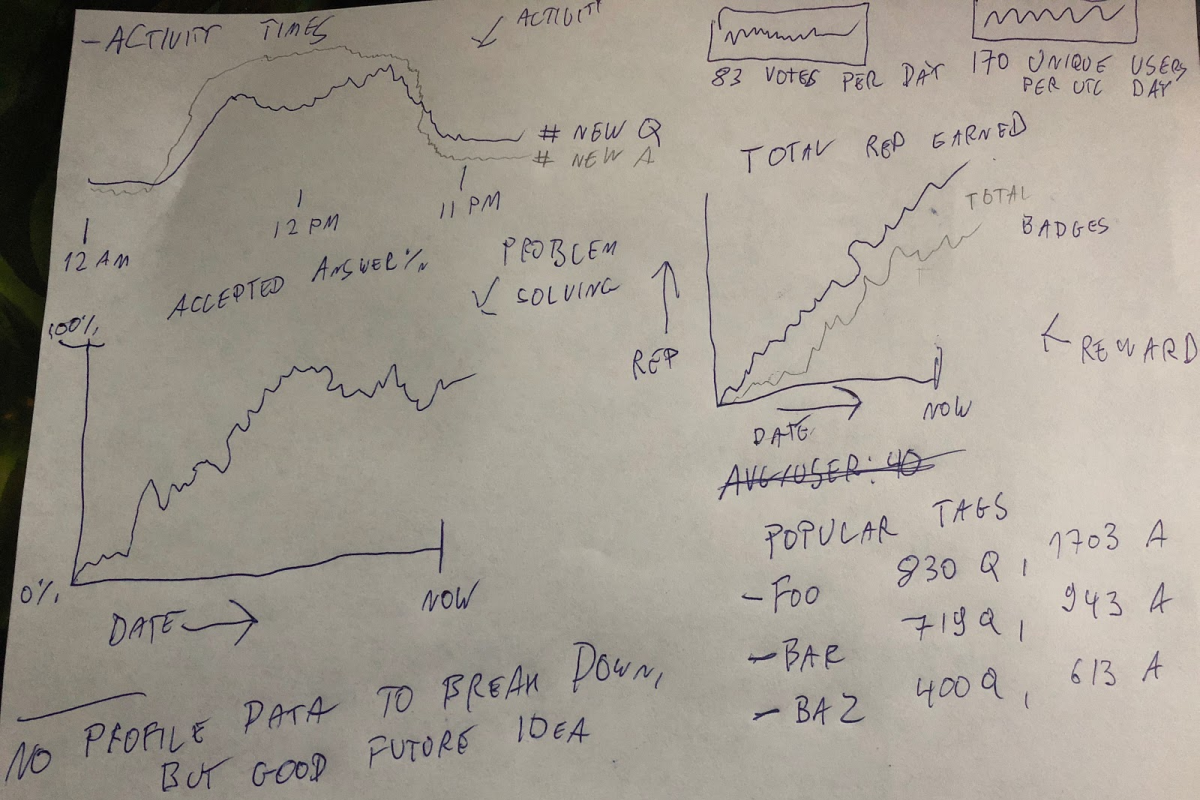 - ACTIVITY TIMES
ACTIVITY
# NEW Q
# NEW A
12 AM
12 PM
11 PM
83 VOTES PER DAY
170 UNIQUE USERS
PER UTC DAY
ACCEPTED ANSWER %
PROBLEM
SOLVING
100%
0%
DATE
NOW
TOTAL REP EARNED
TOTAL
BADGES
REP
REWARD
DATE
NOW
AVG/USER: 40
POPULAR TAGS
- FOO 830 Q, 1703 A
- BAR 719 Q, 943 A
- BAZ 400 Q, 613 A
NO PROFILE DATA TO BREAK DOWN,
BUT GOOD FUTURE IDEA